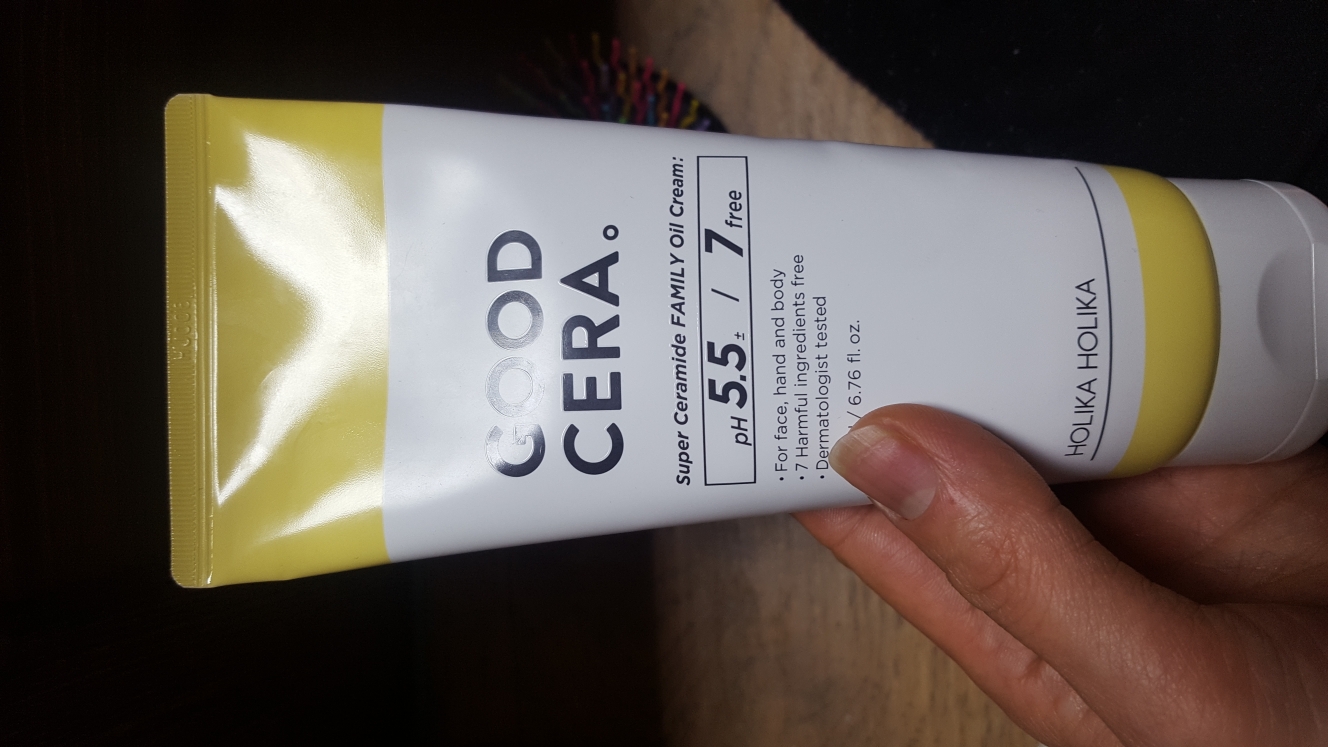 GOOD
CERA.
Super Ceramide FAMILY Oil Cream:
pH 5.5± / 7 free
• For face, hand and body
• 7 Harmful ingredients free
• Dermatologist tested
/ 6.76 fl. oz.
HOLIKA HOLIKA